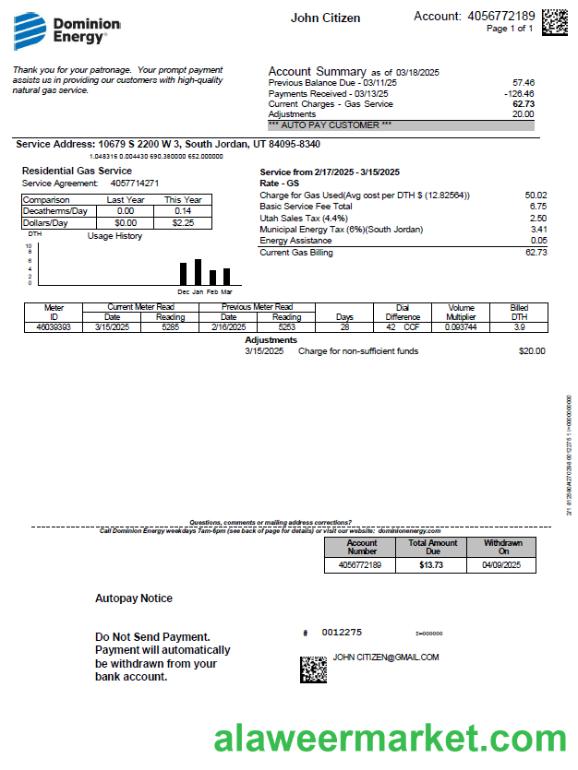 Dominion Energy®
John Citizen
Account: 4056772189
Page 1 of 1
Thank you for your patronage. Your prompt payment
assists us in providing our customers with high-quality
natural gas service.
Account Summary as of 03/18/2025
Previous Balance Due - 03/11/25 57.46
Payments Received - 03/13/25 -126.46
Current Charges - Gas Service 62.73
Adjustments 20.00
*** AUTO PAY CUSTOMER ***
Service Address: 10679 S 2200 W 3, South Jordan, UT 84095-8340
1.048316 0.004430 690.380000 652.000000
Residential Gas Service
Service Agreement: 4057714271
Comparison Last Year This Year
Decatherms/Day 0.00 0.14
Dollars/Day $0.00 $2.25
DTH Usage History
10
8
6
4
2
0
Dec Jan Feb Mar
Service from 2/17/2025 - 3/15/2025
Rate - GS
Charge for Gas Used(Avg cost per DTH $ (12.82564)) 50.02
Basic Service Fee Total 6.75
Utah Sales Tax (4.4%) 2.50
Municipal Energy Tax (6%)(South Jordan) 3.41
Energy Assistance 0.05
Current Gas Billing 62.73
Meter ID Current Meter Read Date Reading Previous Meter Read Date Reading Days Dial Difference Volume Multiplier Billed DTH
46039393 3/15/2025 5285 2/16/2025 5253 28 42 CCF 0.093744 3.9
Adjustments
3/15/2025 Charge for non-sufficient funds $20.00
Questions, comments or mailing address corrections?
Call Dominion Energy weekdays 7am-6pm (see back of page for details) or visit our website: dominionenergy.com
Account Number Total Amount Due Withdrawn On
4056772189 $13.73 04/09/2025
Autopay Notice
Do Not Send Payment.
Payment will automatically
be withdrawn from your
bank account.
# 0012275
JOHN CITIZEN@GMAIL.COM
alaweermarket.com